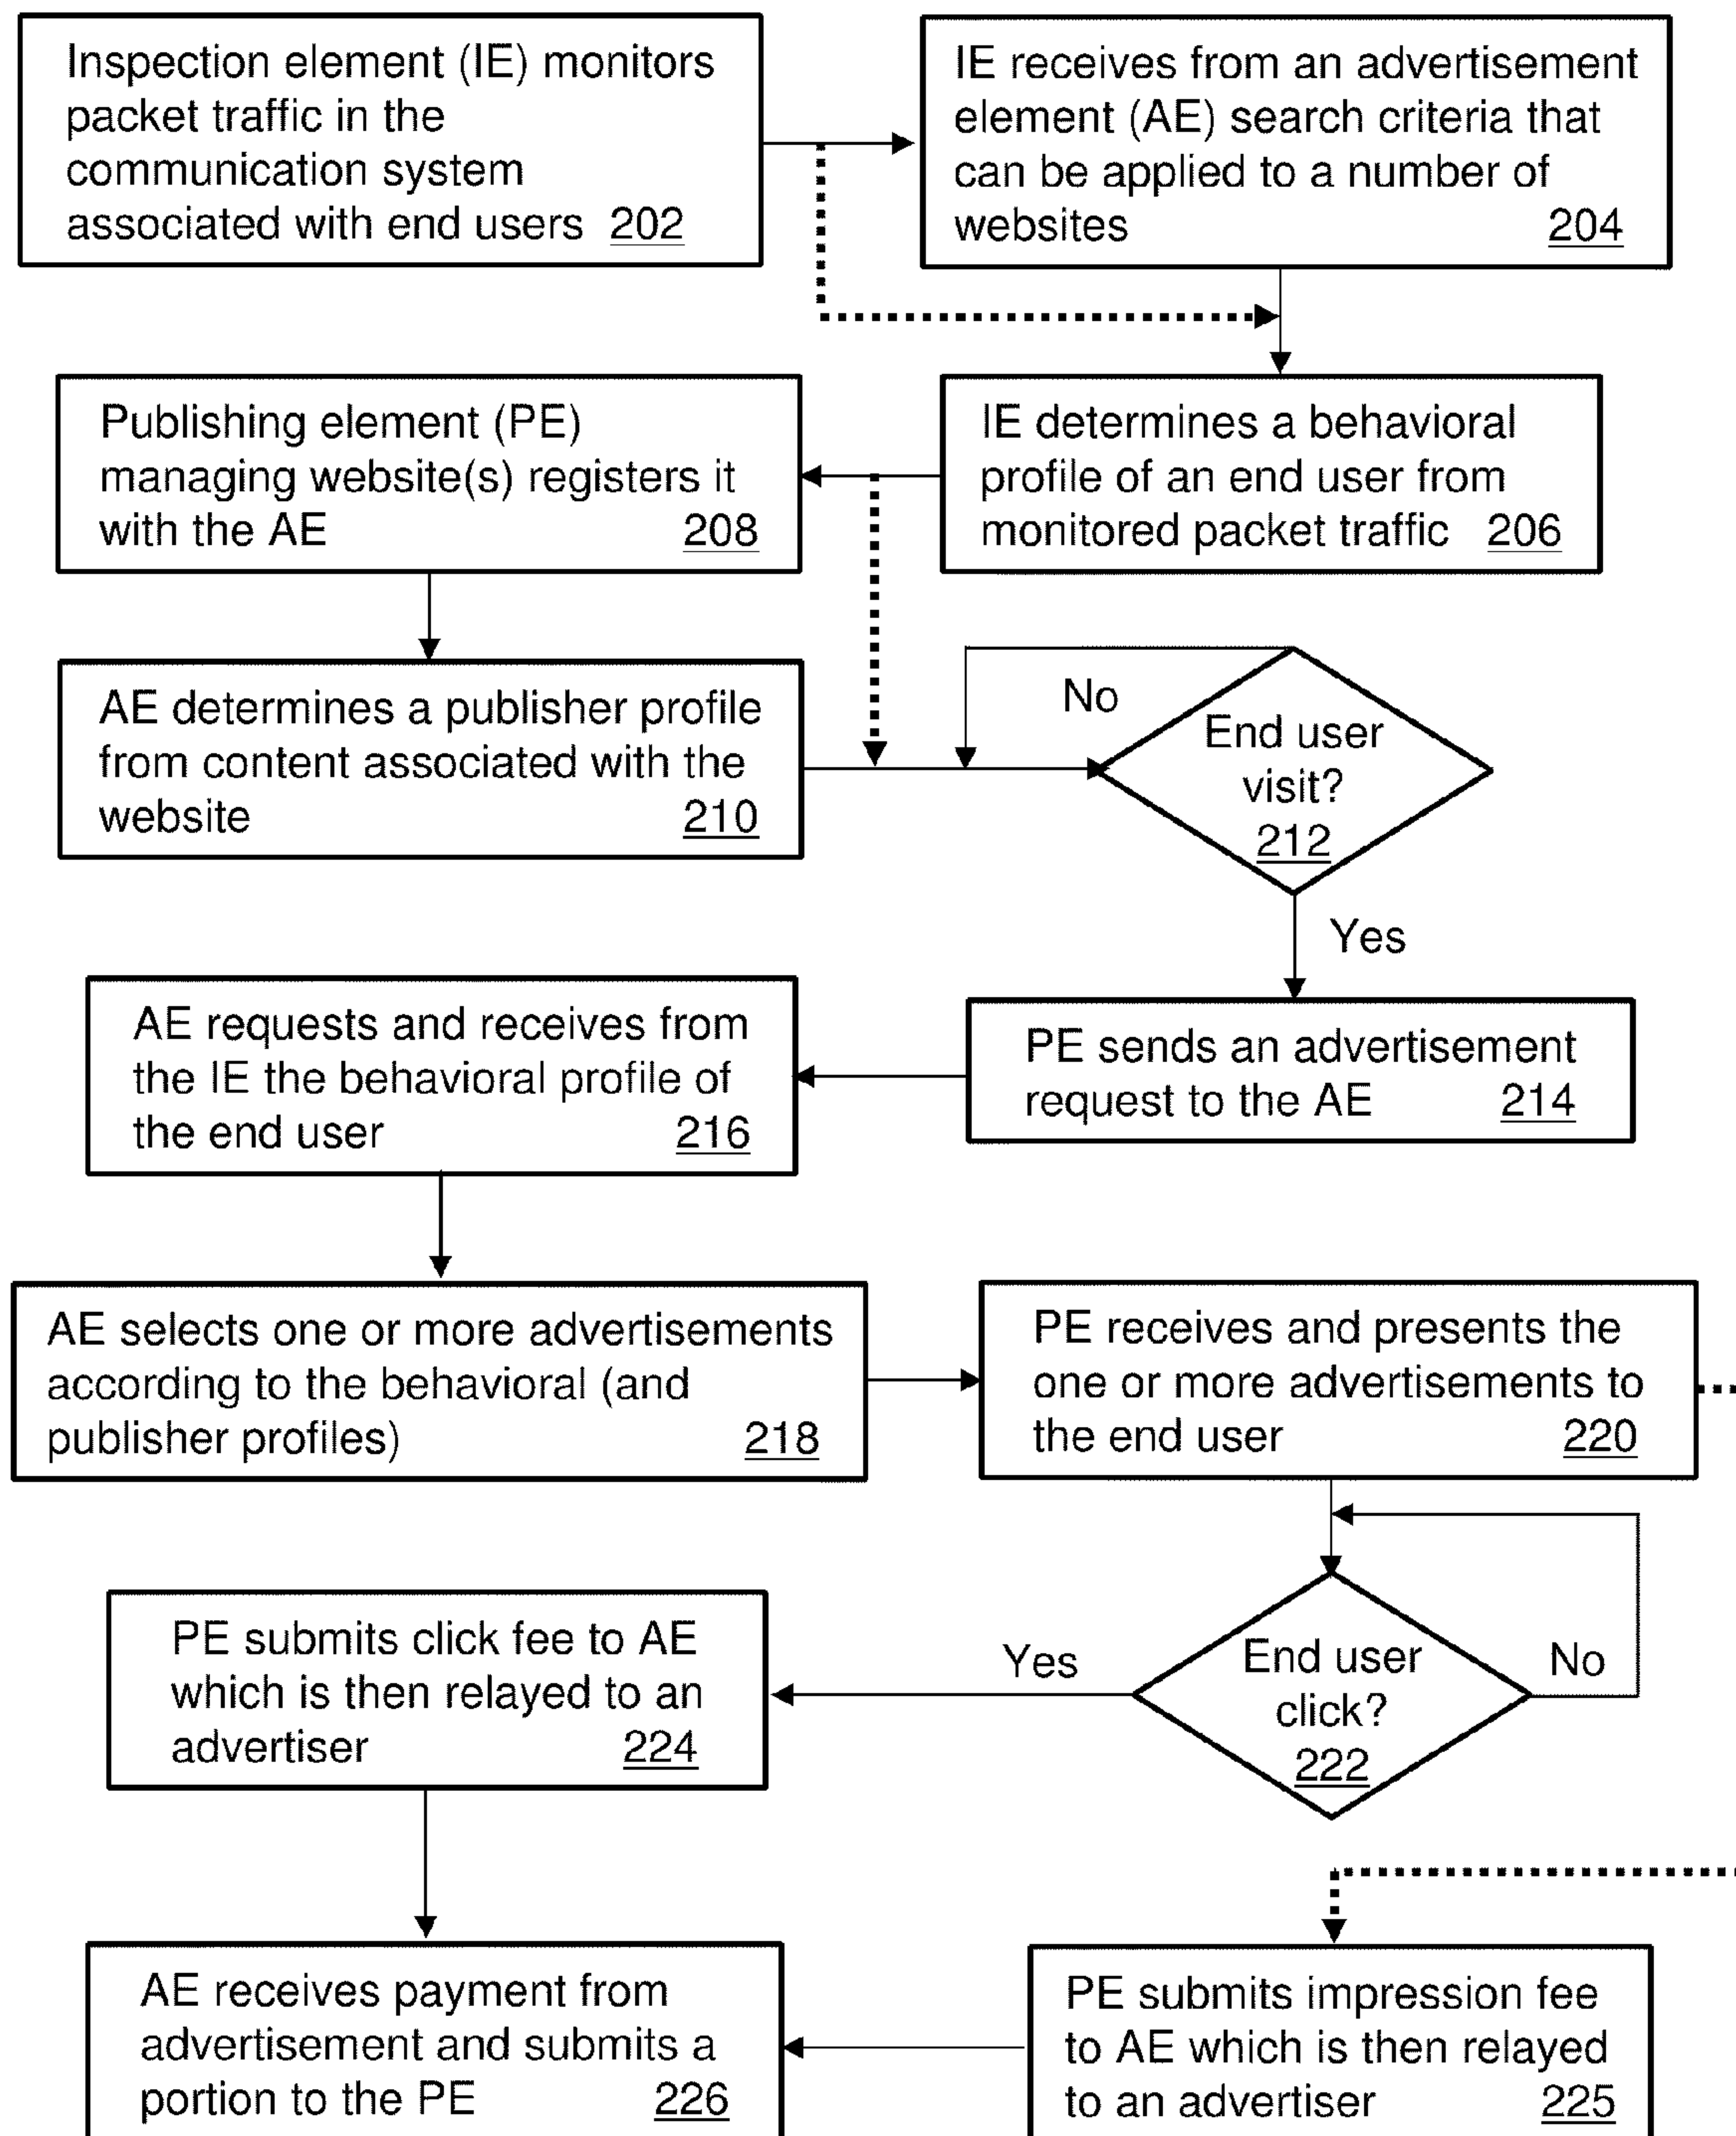 Inspection element (IE) monitors
packet traffic in the
communication system
associated with end users 202
IE receives from an advertisement
element (AE) search criteria that
can be applied to a number of
websites 204
IE determines a behavioral
profile of an end user from
monitored packet traffic 206
Publishing element (PE)
managing website(s) registers it
with the AE 208
AE determines a publisher profile
from content associated with the
website 210
No
End user
visit?
212
Yes
PE sends an advertisement
request to the AE 214
AE requests and receives from
the IE the behavioral profile of
the end user 216
AE selects one or more advertisements
according to the behavioral (and
publisher profiles) 218
PE receives and presents the
one or more advertisements to
the end user 220
End user
click?
222
No
Yes
PE submits click fee to AE
which is then relayed to an
advertiser 224
PE submits impression fee
to AE which is then relayed
to an advertiser 225
AE receives payment from
advertisement and submits a
portion to the PE 226